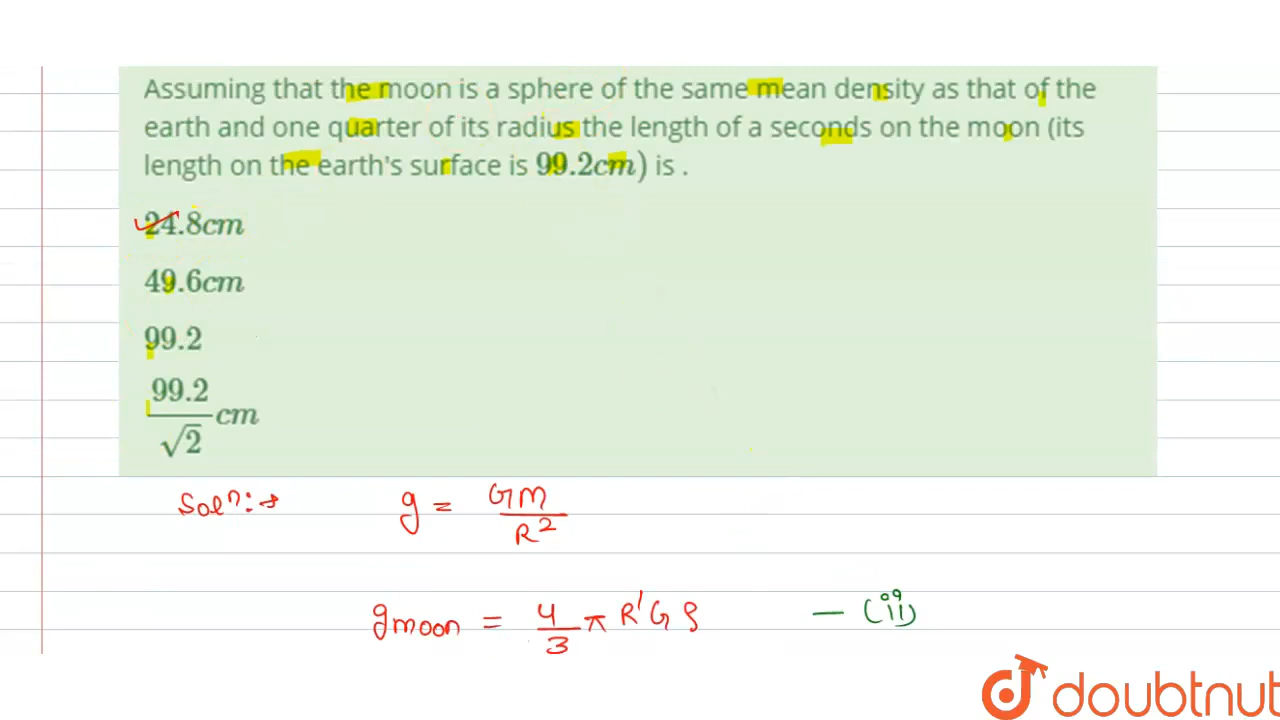 Assuming that the moon is a sphere of the same mean density as that of the
earth and one quarter of its radius the length of a seconds on the moon (its
length on the earth's surface is 99.2cm) is .
24.8cm
49.6cm
99.2
99.2/√2 cm
Solⁿ:→ g = GM/R²
gmoon = 4/3 π R'Gρ — (ii)
doubtnut